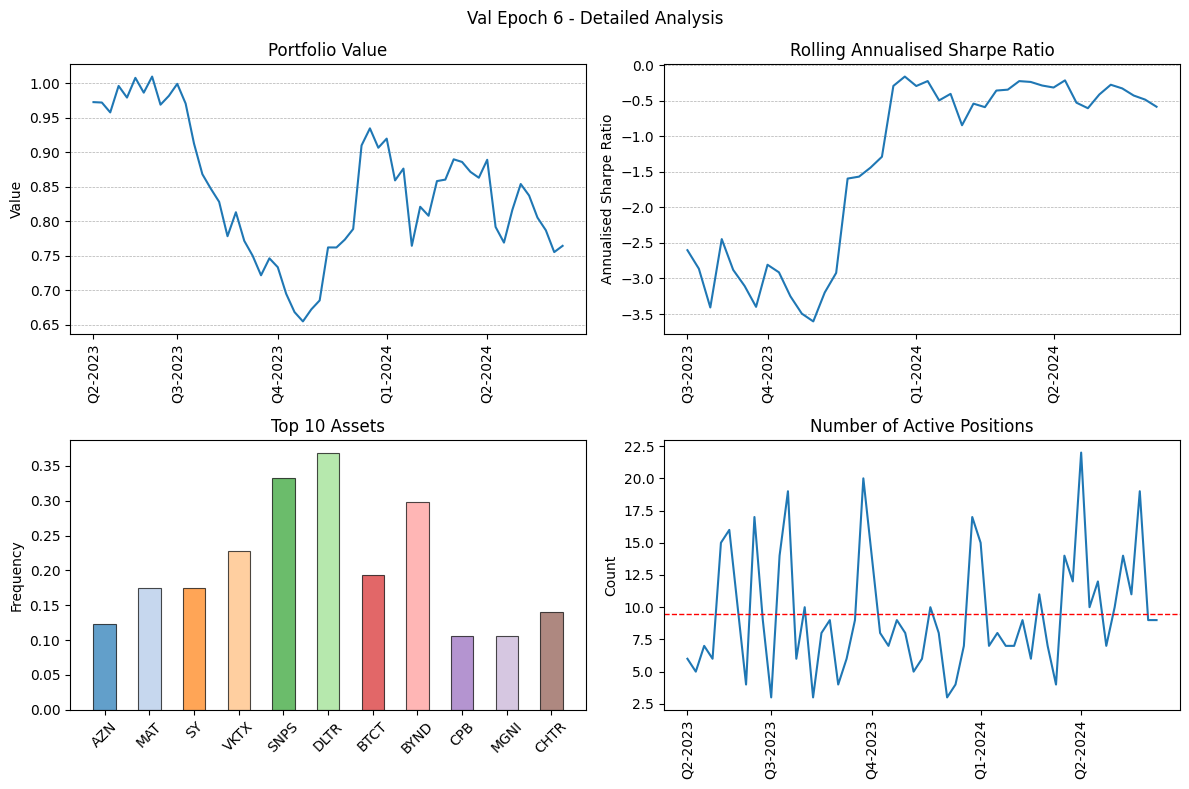 Val Epoch 6 - Detailed Analysis
Portfolio Value
Value
1.00
0.95
0.90
0.85
0.80
0.75
0.70
0.65
Q2-2023
Q3-2023
Q4-2023
Q1-2024
Q2-2024
Rolling Annualised Sharpe Ratio
Annualised Sharpe Ratio
0.0
−0.5
−1.0
−1.5
−2.0
−2.5
−3.0
−3.5
Q3-2023
Q4-2023
Q1-2024
Q2-2024
Top 10 Assets
Frequency
0.35
0.30
0.25
0.20
0.15
0.10
0.05
0.00
AZN
MAT
SY
VKTX
SNPS
DLTR
BTCT
BYND
CPB
MGNI
CHTR
Number of Active Positions
Count
22.5
20.0
17.5
15.0
12.5
10.0
7.5
5.0
2.5
Q2-2023
Q3-2023
Q4-2023
Q1-2024
Q2-2024